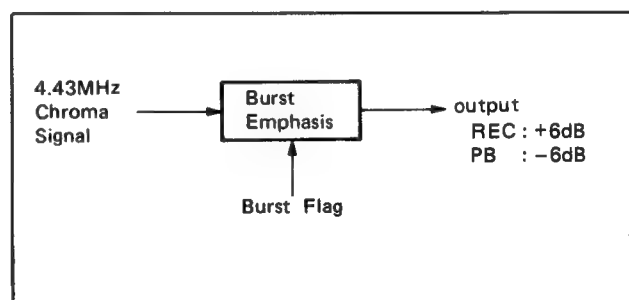 4.43MHz
Chroma
Signal
Burst
Emphasis
output
REC : +6dB
PB : −6dB
Burst Flag